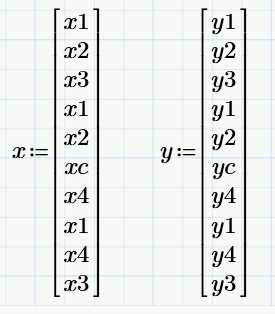 x1 y1
x2 y2
x3 y3
x1 y1
x2 y2
x:= xc y:= yc
x4 y4
x1 y1
x4 y4
x3 y3